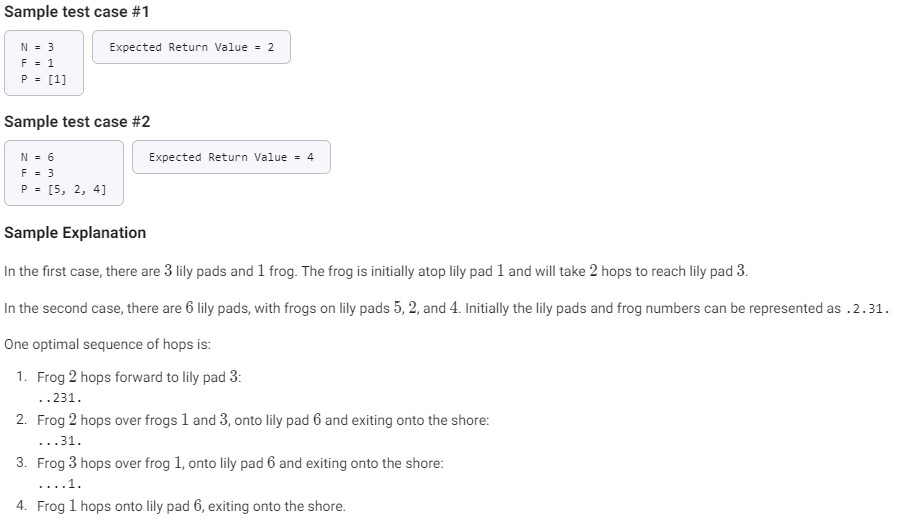 Sample test case #1
N = 3
F = 1
P = [1]
Expected Return Value = 2
Sample test case #2
N = 6
F = 3
P = [5, 2, 4]
Expected Return Value = 4
Sample Explanation
In the first case, there are 3 lily pads and 1 frog. The frog is initially atop lily pad 1 and will take 2 hops to reach lily pad 3.
In the second case, there are 6 lily pads, with frogs on lily pads 5, 2, and 4. Initially the lily pads and frog numbers can be represented as .2.31.
One optimal sequence of hops is:
1. Frog 2 hops forward to lily pad 3:
..231.
2. Frog 2 hops over frogs 1 and 3, onto lily pad 6 and exiting onto the shore:
...31.
3. Frog 3 hops over frog 1, onto lily pad 6 and exiting onto the shore:
....1.
4. Frog 1 hops onto lily pad 6, exiting onto the shore.